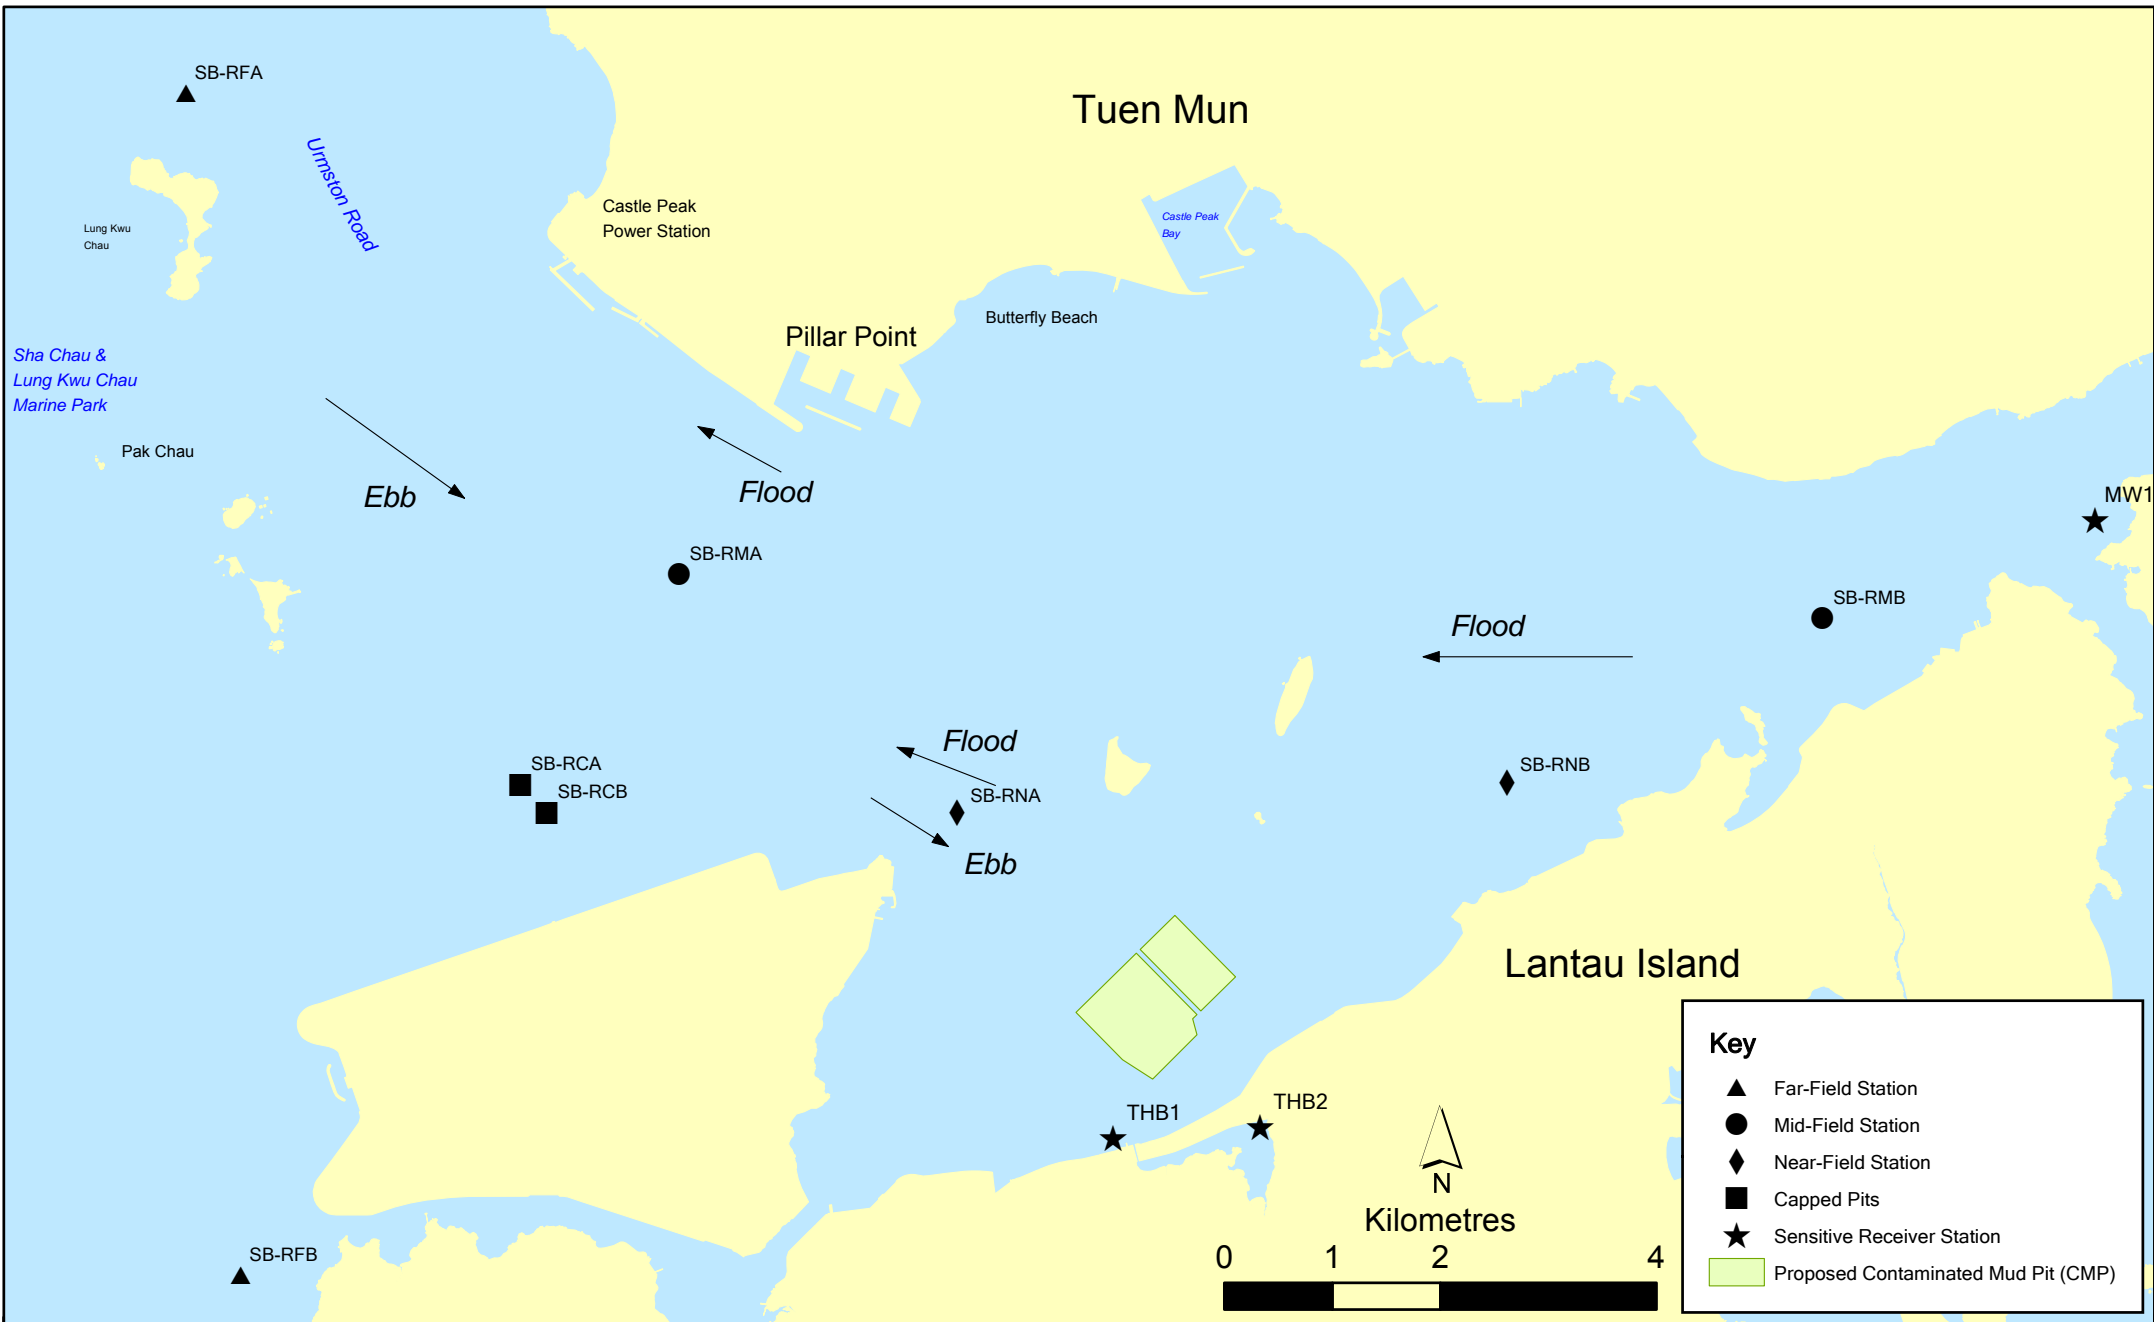 SB-RFA
Tuen Mun
Urmston Road
Castle Peak
Power Station
Castle Peak
Bay
Lung Kwu
Chau
Butterfly Beach
Pillar Point
Sha Chau &
Lung Kwu Chau
Marine Park
Pak Chau
Ebb
Flood
MW1
SB-RMA
SB-RMB
Flood
Flood
SB-RCA
SB-RNB
SB-RCB
SB-RNA
Ebb
Lantau Island
THB1
THB2
N
Kilometres
0 1 2 4
SB-RFB
Key
Far-Field Station
Mid-Field Station
Near-Field Station
Capped Pits
Sensitive Receiver Station
Proposed Contaminated Mud Pit (CMP)